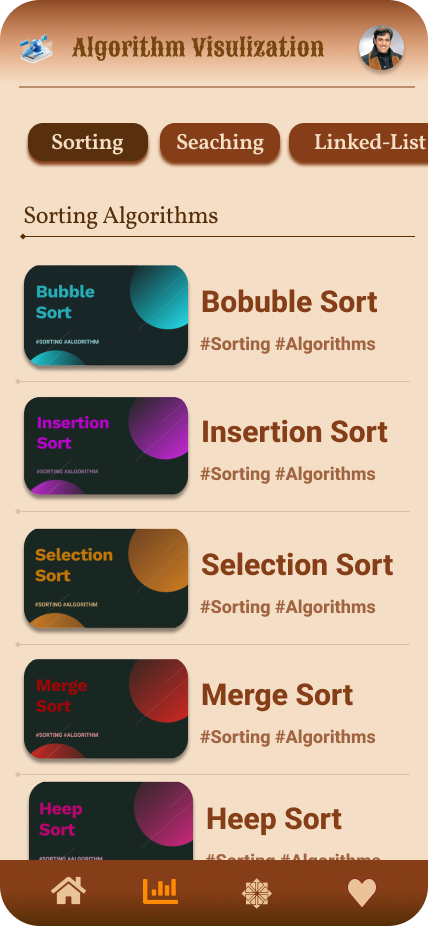 Algorithm Visulization
Sorting
Seaching
Linked-List
Sorting Algorithms
Bubble
Sort
#SORTING #ALGORITHM
Bobuble Sort
#Sorting #Algorithms
Insertion
Sort
#SORTING #ALGORITHM
Insertion Sort
#Sorting #Algorithms
Selection
Sort
#SORTING #ALGORITHM
Selection Sort
#Sorting #Algorithms
Merge
Sort
#SORTING #ALGORITHM
Merge Sort
#Sorting #Algorithms
Heep
Sort
#SORTING #ALGORITHM
Heep Sort
#Sorting #Algorithms